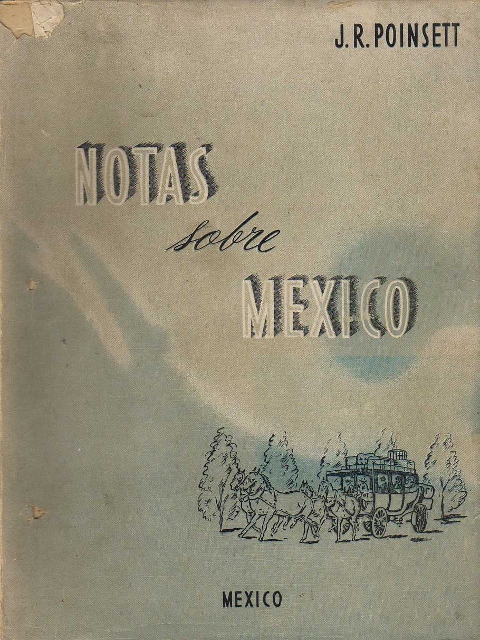 J. R. POINSETT
NOTAS
sobre
MEXICO
MEXICO